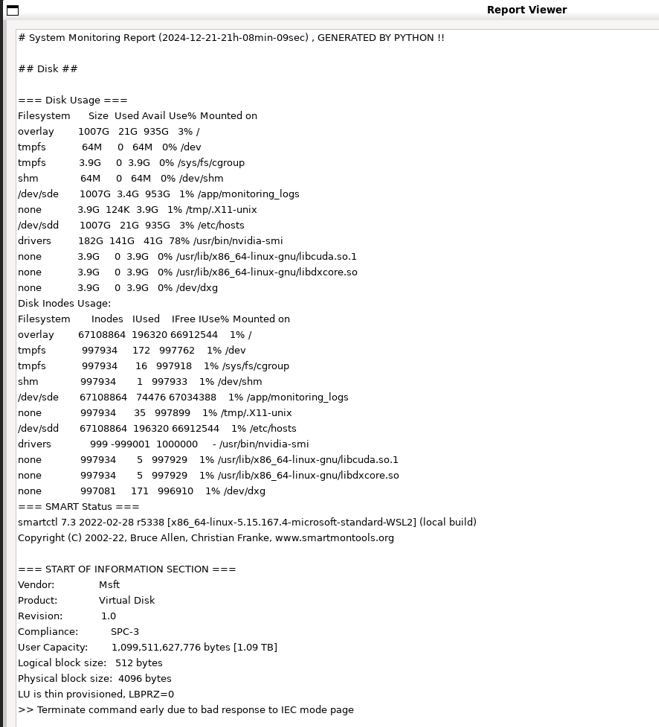 Report Viewer
# System Monitoring Report (2024-12-21-21h-08min-09sec) , GENERATED BY PYTHON !!
## Disk ##
=== Disk Usage ===
Filesystem Size Used Avail Use% Mounted on
overlay 1007G 21G 935G 3% /
tmpfs 64M 0 64M 0% /dev
tmpfs 3.9G 0 3.9G 0% /sys/fs/cgroup
shm 64M 0 64M 0% /dev/shm
/dev/sde 1007G 3.4G 953G 1% /app/monitoring_logs
none 3.9G 124K 3.9G 1% /tmp/.X11-unix
/dev/sdd 1007G 21G 935G 3% /etc/hosts
drivers 182G 141G 41G 78% /usr/bin/nvidia-smi
none 3.9G 0 3.9G 0% /usr/lib/x86_64-linux-gnu/libcuda.so.1
none 3.9G 0 3.9G 0% /usr/lib/x86_64-linux-gnu/libdxcore.so
none 3.9G 0 3.9G 0% /dev/dxg
Disk Inodes Usage:
Filesystem Inodes IUsed IFree IUse% Mounted on
overlay 67108864 196320 66912544 1% /
tmpfs 997934 172 997762 1% /dev
tmpfs 997934 16 997918 1% /sys/fs/cgroup
shm 997934 1 997933 1% /dev/shm
/dev/sde 67108864 74476 67034388 1% /app/monitoring_logs
none 997934 35 997899 1% /tmp/.X11-unix
/dev/sdd 67108864 196320 66912544 1% /etc/hosts
drivers 999 -999001 1000000 - /usr/bin/nvidia-smi
none 997934 5 997929 1% /usr/lib/x86_64-linux-gnu/libcuda.so.1
none 997934 5 997929 1% /usr/lib/x86_64-linux-gnu/libdxcore.so
none 997081 171 996910 1% /dev/dxg
=== SMART Status ===
smartctl 7.3 2022-02-28 r5338 [x86_64-linux-5.15.167.4-microsoft-standard-WSL2] (local build)
Copyright (C) 2002-22, Bruce Allen, Christian Franke, www.smartmontools.org
=== START OF INFORMATION SECTION ===
Vendor: Msft
Product: Virtual Disk
Revision: 1.0
Compliance: SPC-3
User Capacity: 1,099,511,627,776 bytes [1.09 TB]
Logical block size: 512 bytes
Physical block size: 4096 bytes
LU is thin provisioned, LBPRZ=0
>> Terminate command early due to bad response to IEC mode page